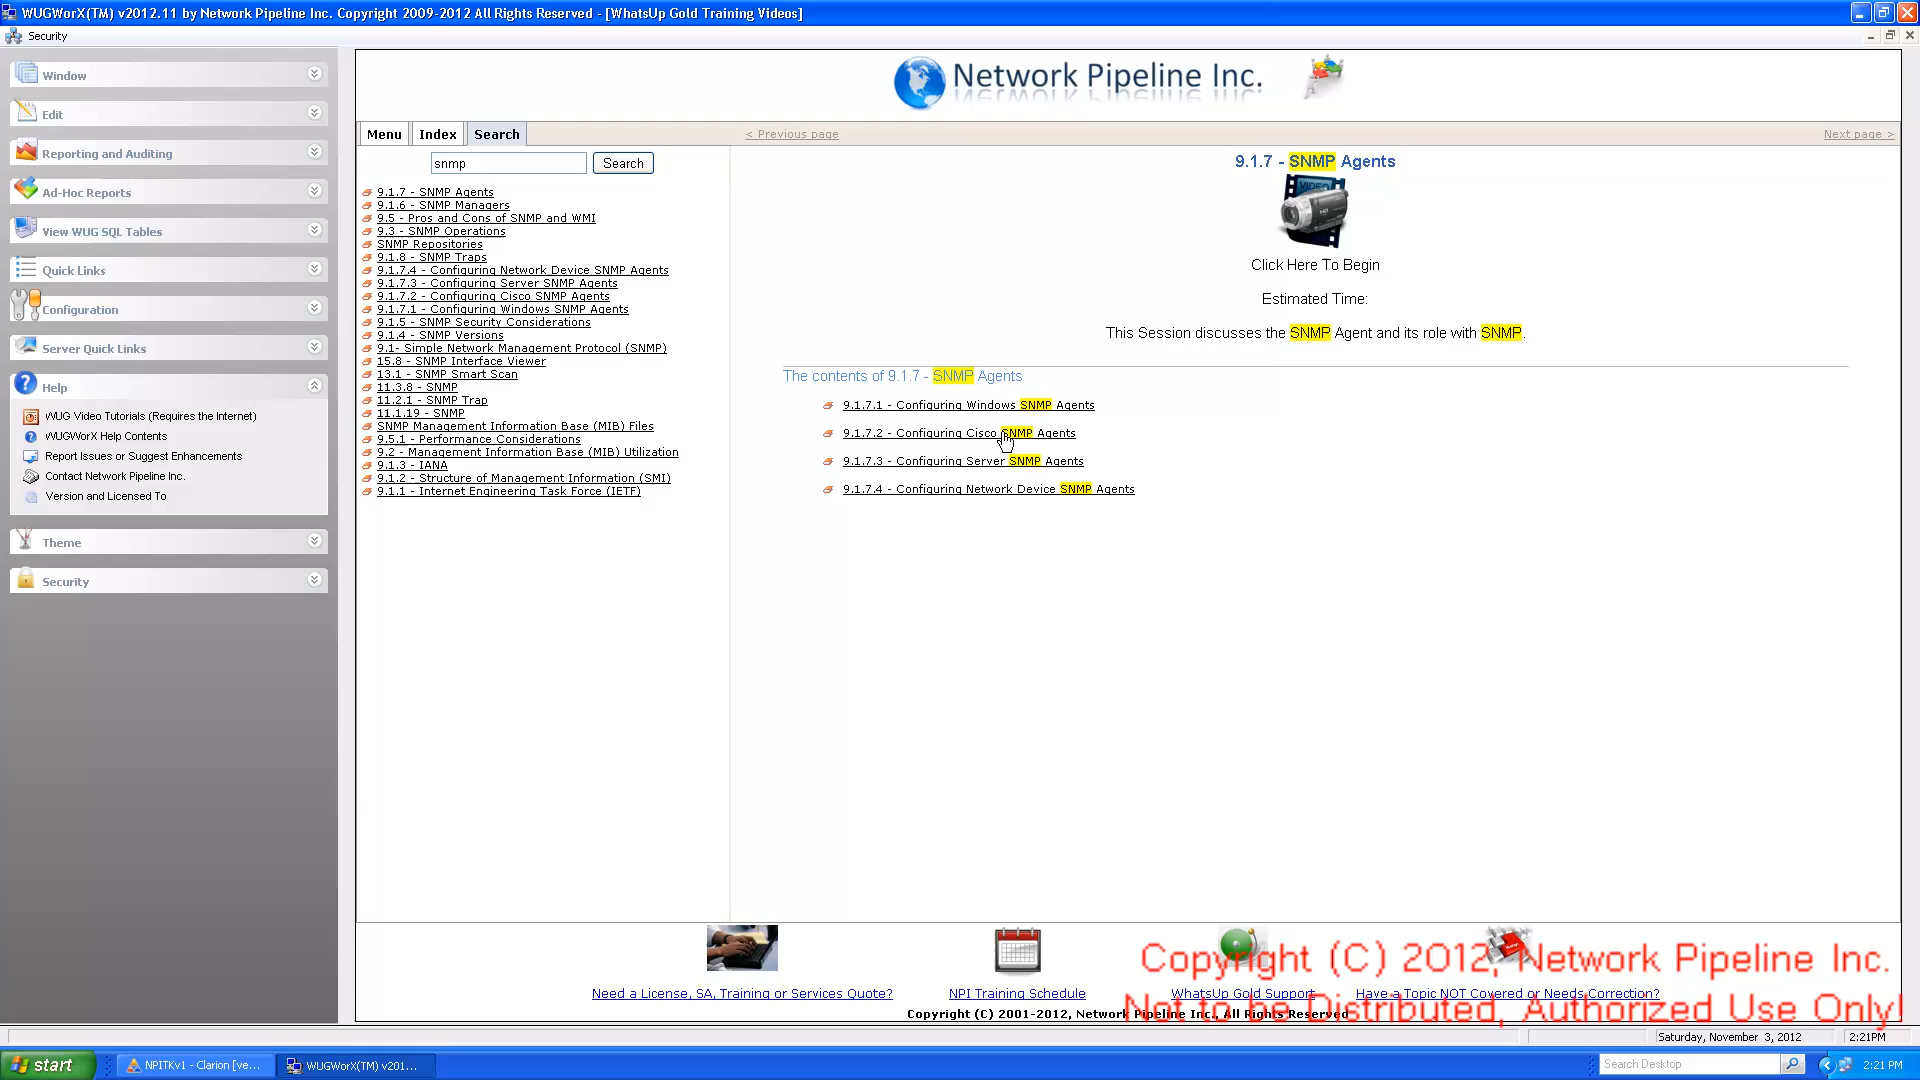 WUGWorX(TM) v2012.11 by Network Pipeline Inc. Copyright 2009-2012 All Rights Reserved - [WhatsUp Gold Training Videos]
Security
Window
Edit
Reporting and Auditing
Ad-Hoc Reports
View WUG SQL Tables
Quick Links
Configuration
Server Quick Links
Help
WUG Video Tutorials (Requires the Internet)
WUGWorX Help Contents
Report Issues or Suggest Enhancements
Contact Network Pipeline Inc.
Version and Licensed To
Theme
Security
Network Pipeline Inc.
Menu Index Search
< Previous page
Next page >
snmp Search
9.1.7 - SNMP Agents
9.1.6 - SNMP Managers
9.5 - Pros and Cons of SNMP and WMI
9.3 - SNMP Operations
SNMP Repositories
9.1.8 - SNMP Traps
9.1.7.4 - Configuring Network Device SNMP Agents
9.1.7.3 - Configuring Server SNMP Agents
9.1.7.2 - Configuring Cisco SNMP Agents
9.1.7.1 - Configuring Windows SNMP Agents
9.1.5 - SNMP Security Considerations
9.1.4 - SNMP Versions
9.1- Simple Network Management Protocol (SNMP)
15.8 - SNMP Interface Viewer
13.1 - SNMP Smart Scan
11.3.8 - SNMP
11.2.1 - SNMP Trap
11.1.19 - SNMP
SNMP Management Information Base (MIB) Files
9.5.1 - Performance Considerations
9.2 - Management Information Base (MIB) Utilization
9.1.3 - IANA
9.1.2 - Structure of Management Information (SMI)
9.1.1 - Internet Engineering Task Force (IETF)
9.1.7 - SNMP Agents
VIDEO
HD
Click Here To Begin
Estimated Time:
This Session discusses the SNMP Agent and its role with SNMP.
The contents of 9.1.7 - SNMP Agents
9.1.7.1 - Configuring Windows SNMP Agents
9.1.7.2 - Configuring Cisco SNMP Agents
9.1.7.3 - Configuring Server SNMP Agents
9.1.7.4 - Configuring Network Device SNMP Agents
Need a License, SA, Training or Services Quote?
NPI Training Schedule
WhatsUp Gold Support
Have a Topic NOT Covered or Needs Correction?
Copyright (C) 2001-2012, Network Pipeline Inc., All Rights Reserved
Copyright (C) 2012, Network Pipeline Inc.
Not to be Distributed, Authorized Use Only!
Saturday, November 3, 2012 2:21PM
start
NPITKv1 - Clarion [ve...
WUGWorX(TM) v201...
Search Desktop
2:21 PM